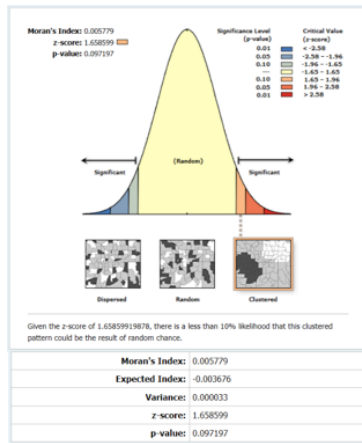 Moran's Index: 0.005779
z-score: 1.658599
p-value: 0.097197
Significance Level (p-value)
Critical Value (z-score)
0.01 < -2.58
0.05 -2.58 - -1.96
0.10 -1.96 - -1.65
--- -1.65 - 1.65
0.10 1.65 - 1.96
0.05 1.96 - 2.58
0.01 > 2.58
Significant
(Random)
Significant
Dispersed
Random
Clustered
Given the z-score of 1.65859919878, there is a less than 10% likelihood that this clustered
pattern could be the result of random chance.
Moran's Index: 0.005779
Expected Index: -0.003676
Variance: 0.000033
z-score: 1.658599
p-value: 0.097197